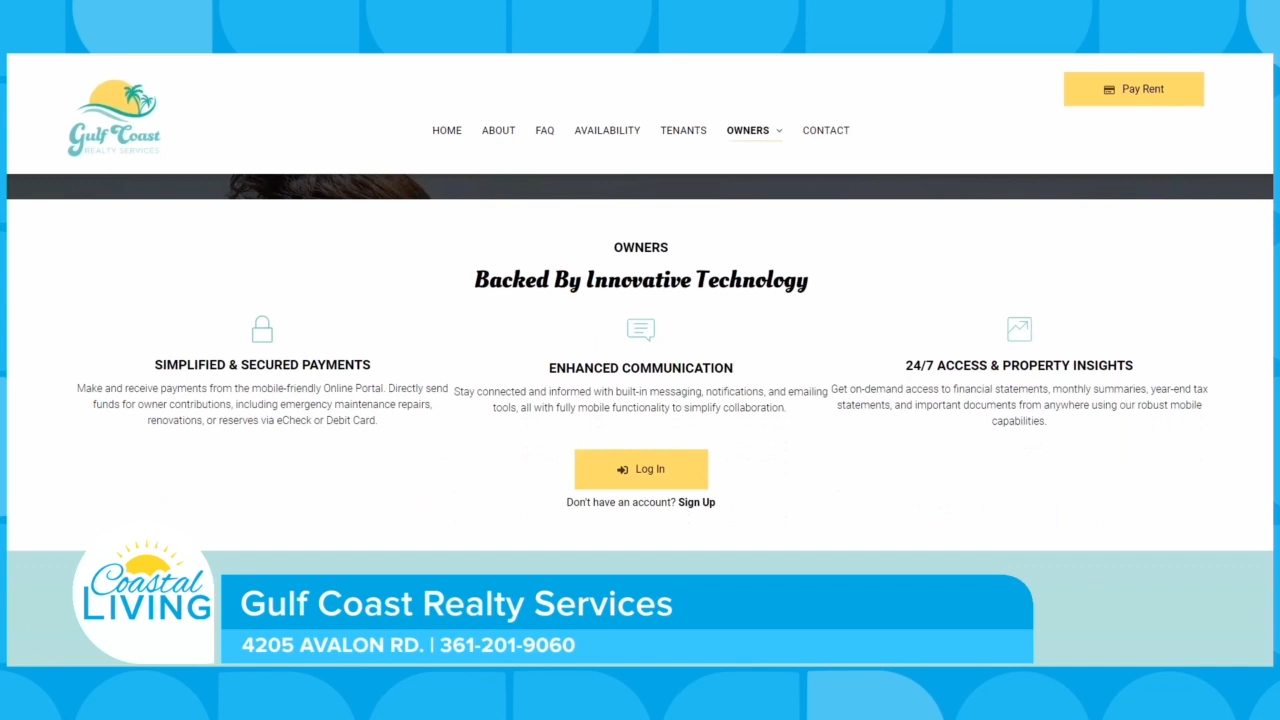 Pay Rent
Gulf Coast
REALTY SERVICES
HOME ABOUT FAQ AVAILABILITY TENANTS OWNERS CONTACT
OWNERS
Backed By Innovative Technology
SIMPLIFIED & SECURED PAYMENTS
Make and receive payments from the mobile-friendly Online Portal. Directly send
funds for owner contributions, including emergency maintenance repairs,
renovations, or reserves via eCheck or Debit Card.
ENHANCED COMMUNICATION
Stay connected and informed with built-in messaging, notifications, and emailing
tools, all with fully mobile functionality to simplify collaboration.
24/7 ACCESS & PROPERTY INSIGHTS
Get on-demand access to financial statements, monthly summaries, year-end tax
statements, and important documents from anywhere using our robust mobile
capabilities.
Log In
Don't have an account? Sign Up
Coastal
LIVING
Gulf Coast Realty Services
4205 AVALON RD. | 361-201-9060